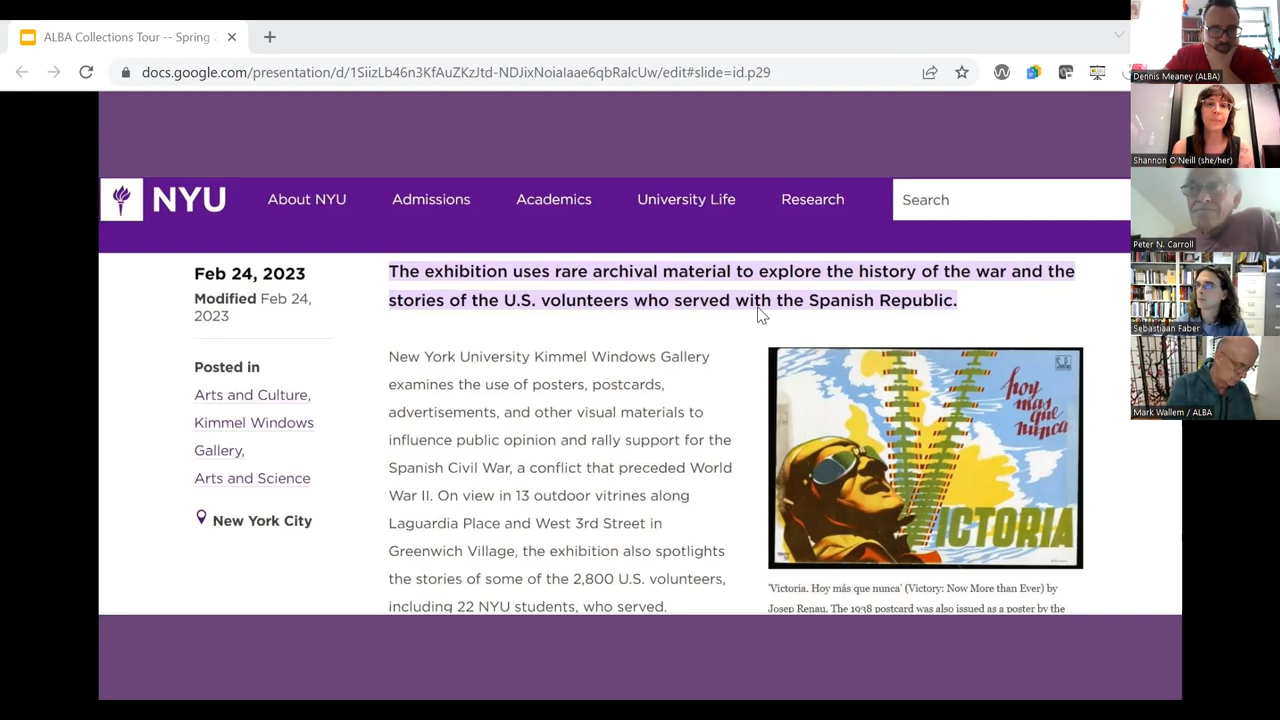 ALBA Collections Tour -- Spring 2
docs.google.com/presentation/d/1SiizLb46n3KfAuZKzJtd-NDJixNoiaIaae6qbRalcUw/edit#slide=id.p29
NYU
About NYU
Admissions
Academics
University Life
Research
Search
Feb 24, 2023
Modified Feb 24,
2023
Posted in
Arts and Culture,
Kimmel Windows
Gallery,
Arts and Science
New York City
The exhibition uses rare archival material to explore the history of the war and the
stories of the U.S. volunteers who served with the Spanish Republic.
New York University Kimmel Windows Gallery
examines the use of posters, postcards,
advertisements, and other visual materials to
influence public opinion and rally support for the
Spanish Civil War, a conflict that preceded World
War II. On view in 13 outdoor vitrines along
Laguardia Place and West 3rd Street in
Greenwich Village, the exhibition also spotlights
the stories of some of the 2,800 U.S. volunteers,
including 22 NYU students, who served.
hoy
mas
que
nunca
VICTORIA
'Victoria. Hoy más que nunca' (Victory: Now More than Ever) by
Josep Renau. The 1938 postcard was also issued as a poster by the
Dennis Meaney (ALBA)
Shannon O'Neill (she/her)
Peter N. Carroll
Sebastiaan Faber
Mark Wallem / ALBA